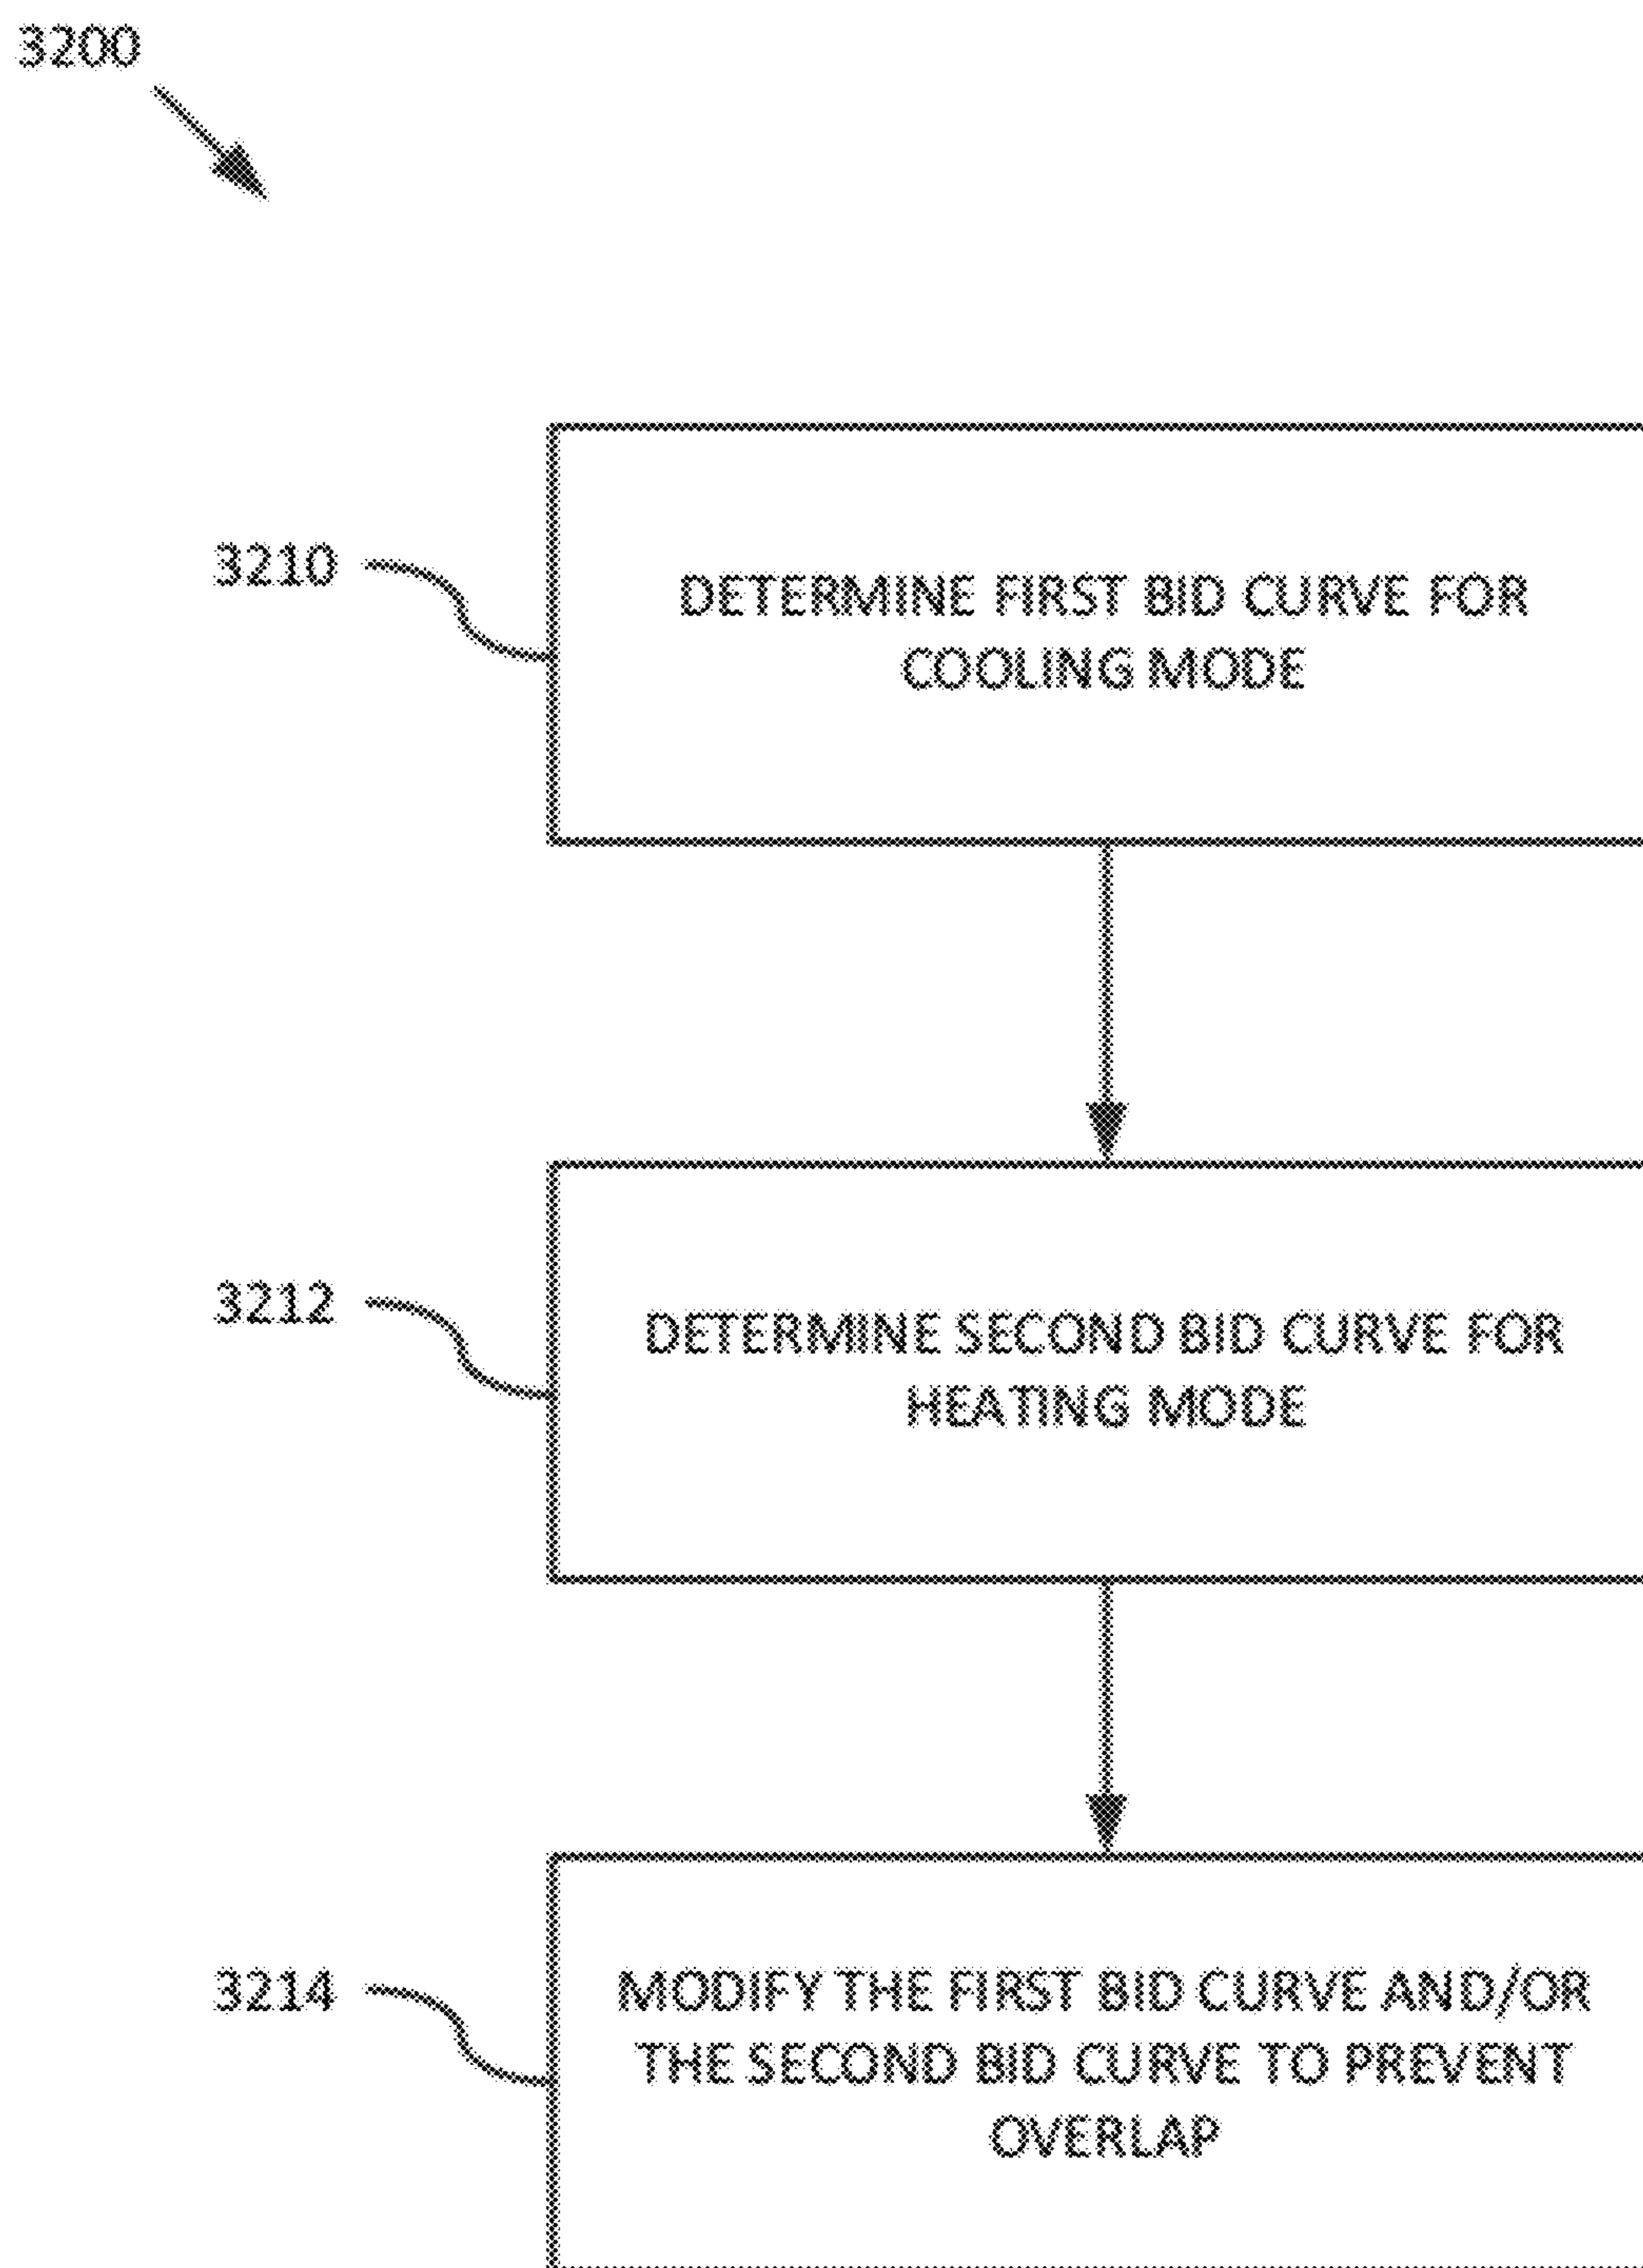 3200
3210
DETERMINE FIRST BID CURVE FOR
COOLING MODE
3212
DETERMINE SECOND BID CURVE FOR
HEATING MODE
3214
MODIFY THE FIRST BID CURVE AND/OR
THE SECOND BID CURVE TO PREVENT
OVERLAP